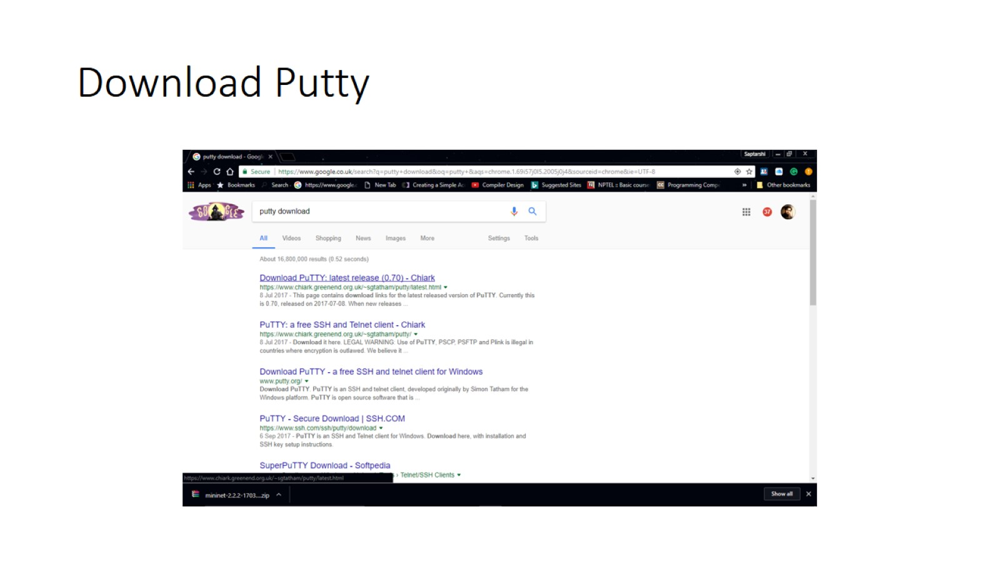 Download Putty
putty download - Googl
Saptarshi
Secure https://www.google.co.uk/search?q=putty+download&oq=putty+&aqs=chrome.1.69i57j0l5.2005j0j4&sourceid=chrome&ie=UTF-8
Apps Bookmarks Search https://www.google.c New Tab Creating a Simple Ac Compiler Design Suggested Sites NPTEL :: Basic course Programming Comp » Other bookmarks
putty download
37
All Videos Shopping News Images More Settings Tools
About 16,800,000 results (0.52 seconds)
Download PuTTY: latest release (0.70) - Chiark
https://www.chiark.greenend.org.uk/~sgtatham/putty/latest.html
8 Jul 2017 - This page contains download links for the latest released version of PuTTY. Currently this
is 0.70, released on 2017-07-08. When new releases ...
PuTTY: a free SSH and Telnet client - Chiark
https://www.chiark.greenend.org.uk/~sgtatham/putty/
8 Jul 2017 - Download it here. LEGAL WARNING: Use of PuTTY, PSCP, PSFTP and Plink is illegal in
countries where encryption is outlawed. We believe it ...
Download PuTTY - a free SSH and telnet client for Windows
www.putty.org/
Download PuTTY. PuTTY is an SSH and telnet client, developed originally by Simon Tatham for the
Windows platform. PuTTY is open source software that is ...
PuTTY - Secure Download | SSH.COM
https://www.ssh.com/ssh/putty/download
6 Sep 2017 - PuTTY is an SSH and Telnet client for Windows. Download here, with installation and
SSH key setup instructions.
SuperPuTTY Download - Softpedia
› Telnet/SSH Clients
https://www.chiark.greenend.org.uk/~sgtatham/putty/latest.html
mininet-2.2.2-1703....zip
Show all